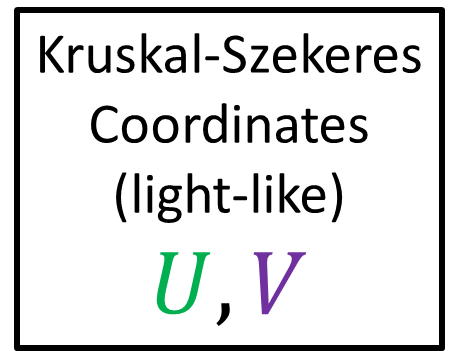 Kruskal-Szekeres
Coordinates
(light-like)
U, V